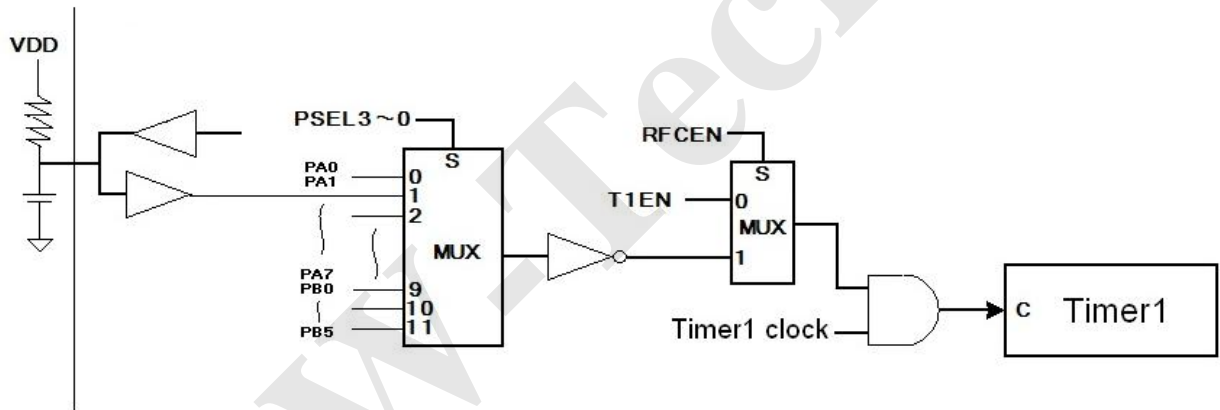 VDD
PSEL3~0
RFCEN
S
S
PA0
0
PA1
1
T1EN
0
2
MUX
MUX
1
PA7
PB0
9
10
PB5
11
Timer1 clock
C
Timer1
W-Tech